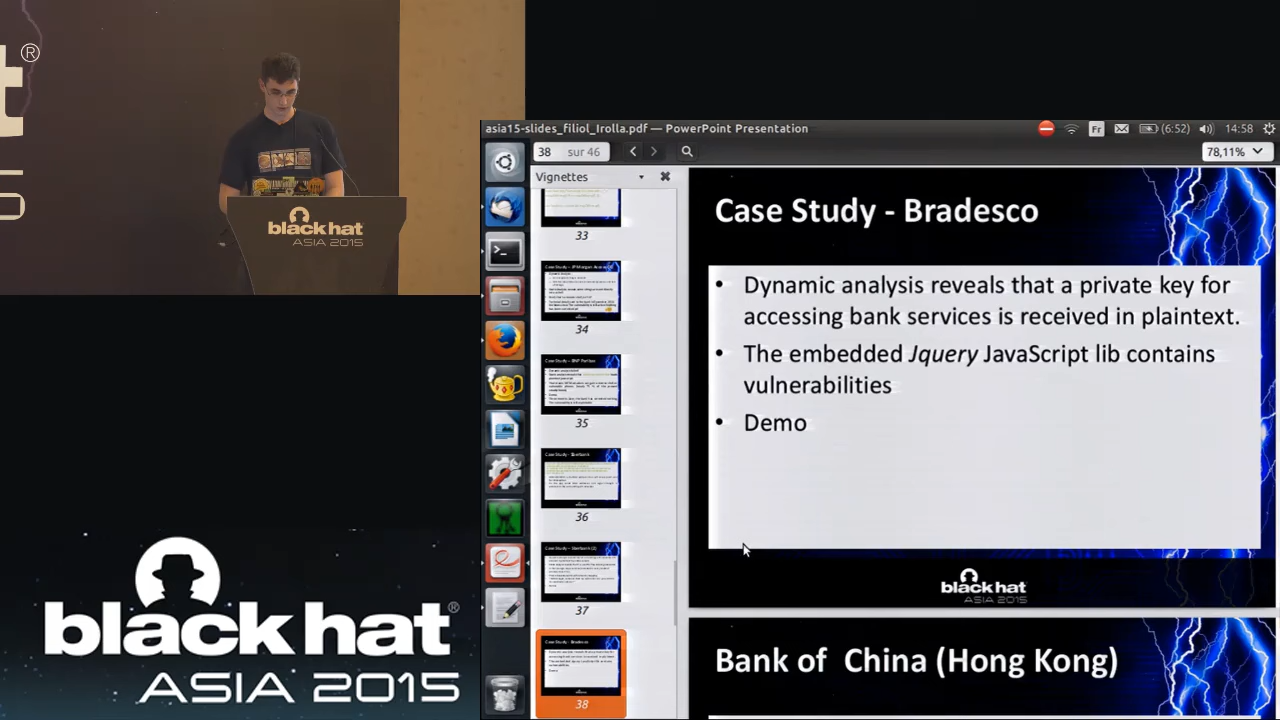 t®
5
black hat
ASIA 2015
asia15-slides_filiol_Irolla.pdf — PowerPoint Presentation
Fr
(6:52)
14:58
38 sur 46
78,11%
Vignettes
33
34
35
36
37
38
Case Study - Bradesco
• Dynamic analysis reveals that a private key for
accessing bank services is received in plaintext.
• The embedded Jquery JavaScript lib contains
vulnerabilities
• Demo
black hat
ASIA 2015
Bank of China (Hong Kong)
black hat®
ASIA 2015